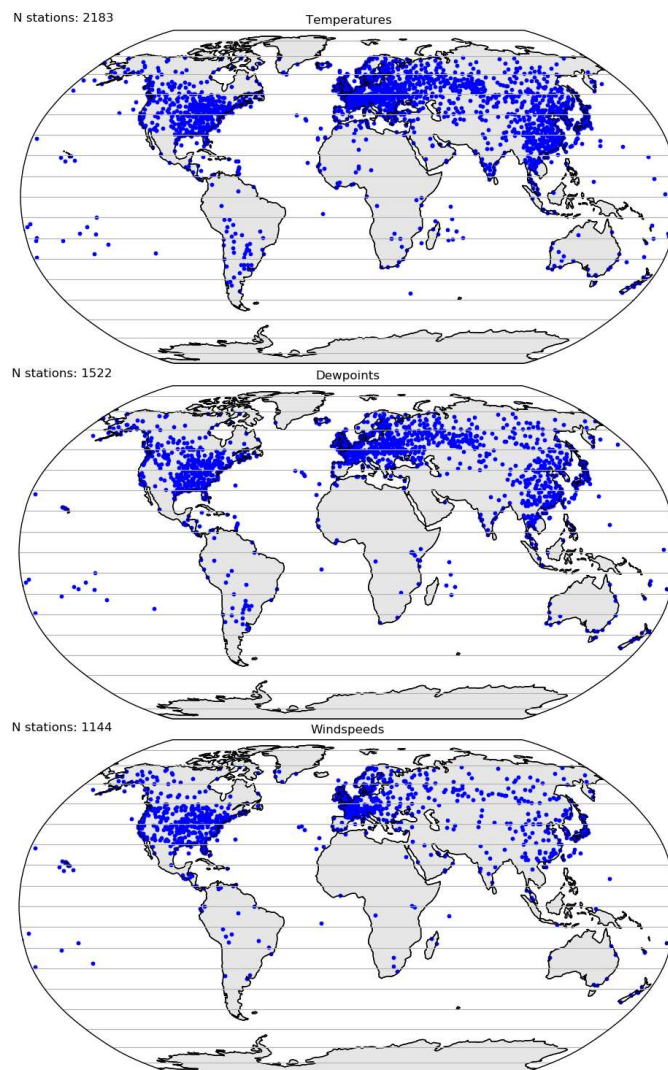 N stations: 2183
Temperatures
N stations: 1522
Dewpoints
N stations: 1144
Windspeeds